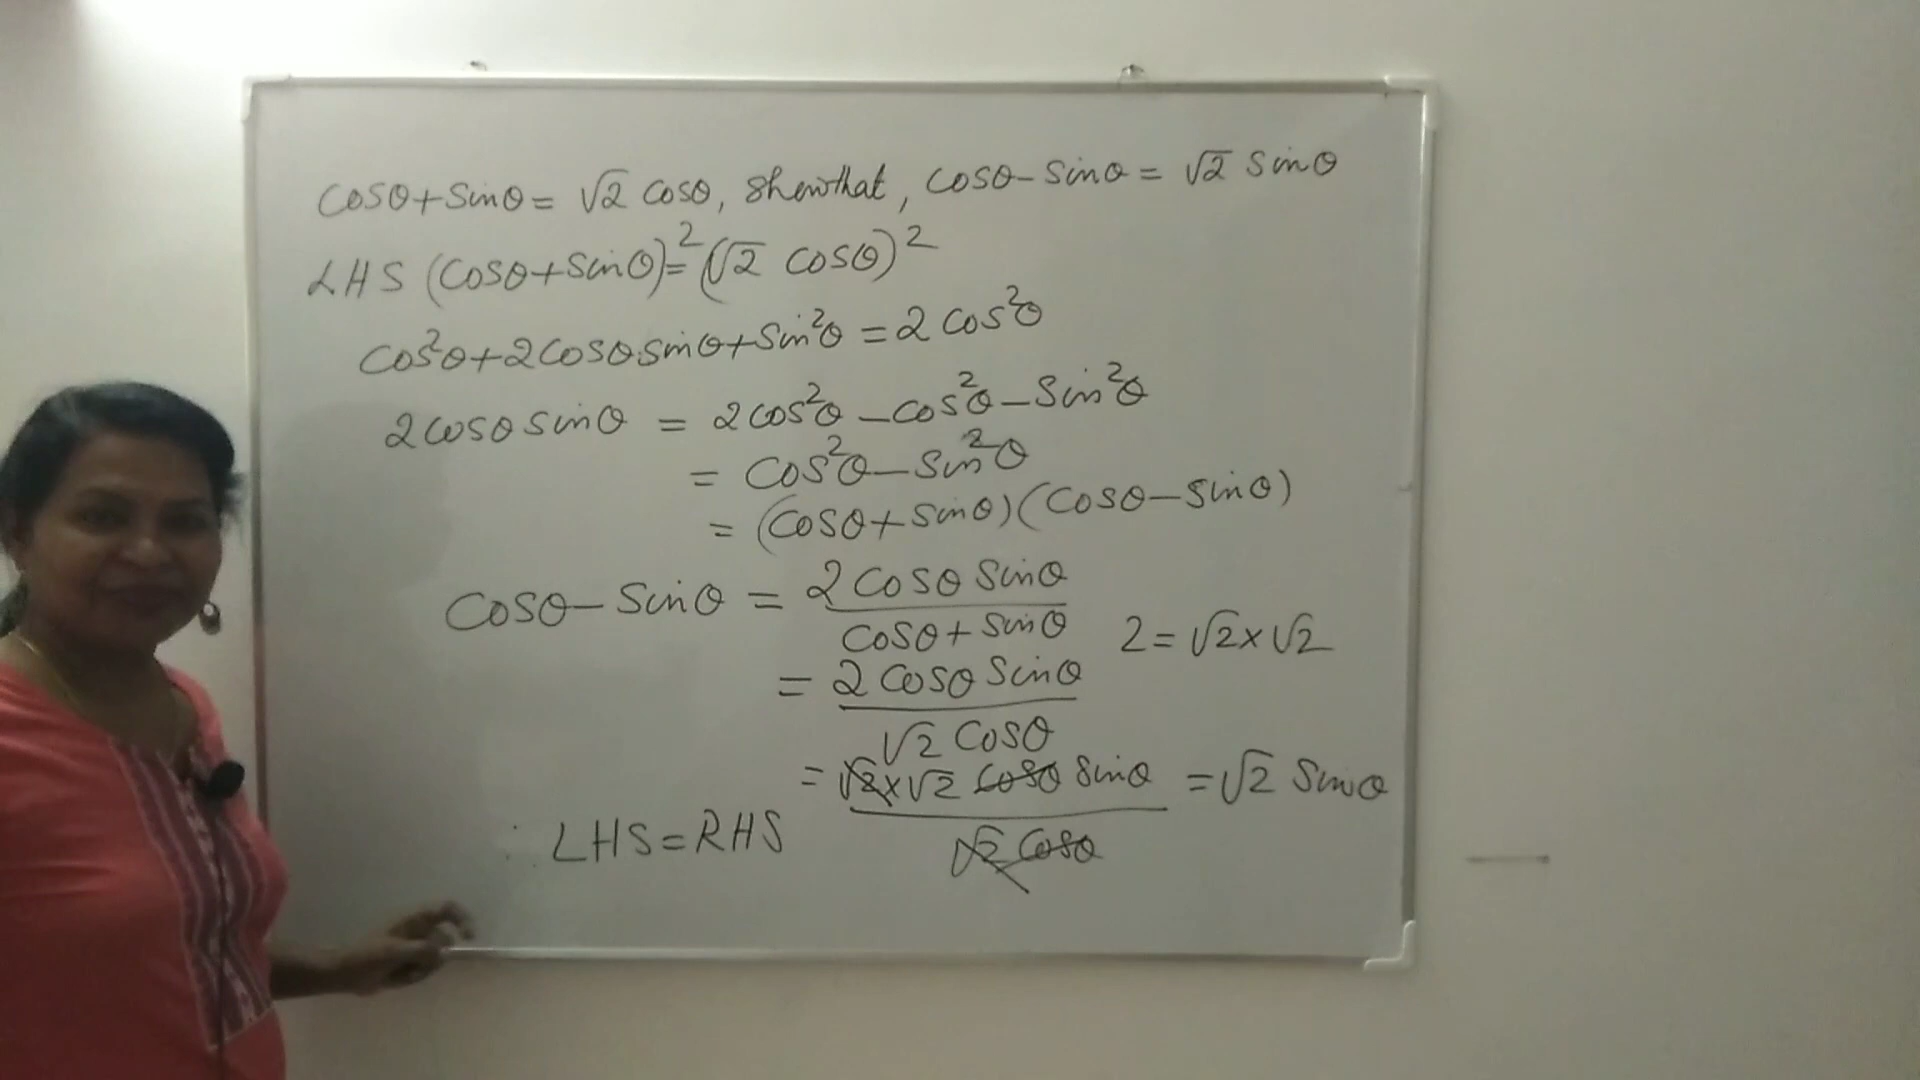 cosθ+sinθ= √2 cosθ, show that, cosθ-sinθ= √2 sinθ
LHS (cosθ+sinθ)²=(√2 cosθ)²
cos²θ+2cosθsinθ+sin²θ=2cos²θ
2cosθsinθ = 2cos²θ-cos²θ-sin²θ
= cos²θ-sin²θ
= (cosθ+sinθ)(cosθ-sinθ)
cosθ-sinθ = 2cosθ sinθ
cosθ+sinθ 2=√2×√2
= 2cosθ sinθ
√2 cosθ
= √2×√2 cosθ sinθ =√2 sinθ
∴ LHS=RHS
√2 cosθ